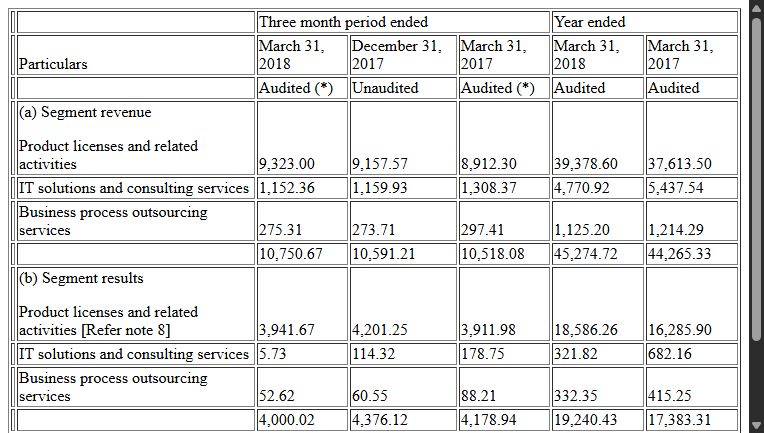 Three month period ended Year ended
Particulars March 31, 2018 December 31, 2017 March 31, 2017 March 31, 2018 March 31, 2017
Audited (*) Unaudited Audited (*) Audited Audited
(a) Segment revenue
Product licenses and related activities 9,323.00 9,157.57 8,912.30 39,378.60 37,613.50
IT solutions and consulting services 1,152.36 1,159.93 1,308.37 4,770.92 5,437.54
Business process outsourcing services 275.31 273.71 297.41 1,125.20 1,214.29
10,750.67 10,591.21 10,518.08 45,274.72 44,265.33
(b) Segment results
Product licenses and related activities [Refer note 8] 3,941.67 4,201.25 3,911.98 18,586.26 16,285.90
IT solutions and consulting services 5.73 114.32 178.75 321.82 682.16
Business process outsourcing services 52.62 60.55 88.21 332.35 415.25
4,000.02 4,376.12 4,178.94 19,240.43 17,383.31